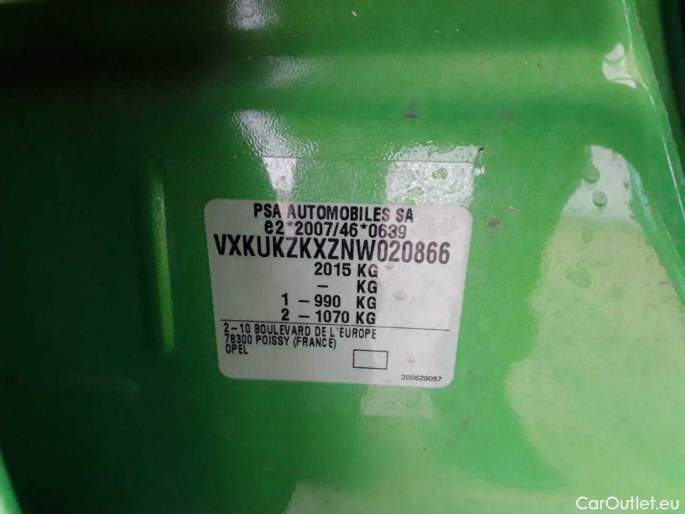 PSA AUTOMOBILES SA
e2*2007/46*0639
VXKUKZKXZNW020866
2015 KG
- KG
1 - 990 KG
2 - 1070 KG
2-10 BOULEVARD DE L'EUROPE
78300 POISSY (FRANCE)
OPEL
200629057
CarOutlet.eu